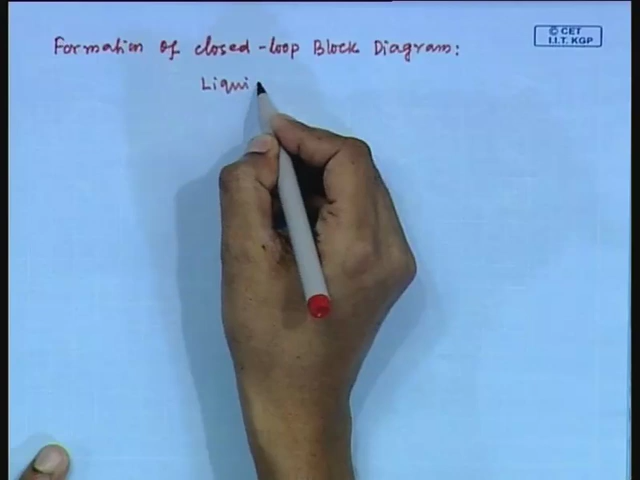 Formation of closed-loop Block Diagram:
© CET
I.I.T. KGP
Liqui